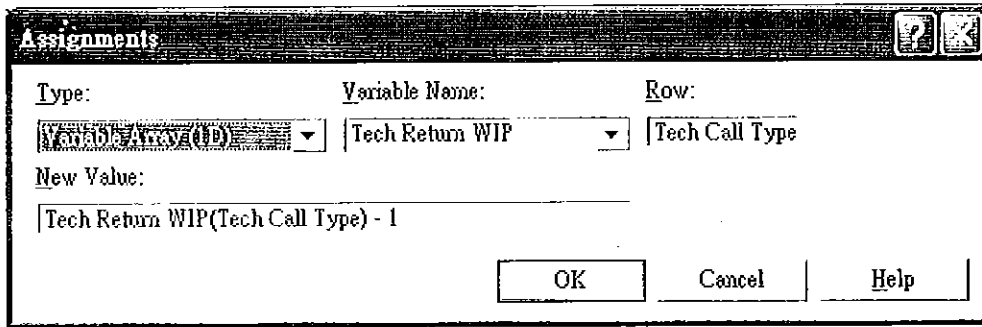 Assignments
Type: Variable Name: Row:
Variable Array (1D) Tech Return WIP Tech Call Type
New Value:
Tech Return WIP(Tech Call Type) - 1
OK Cancel Help